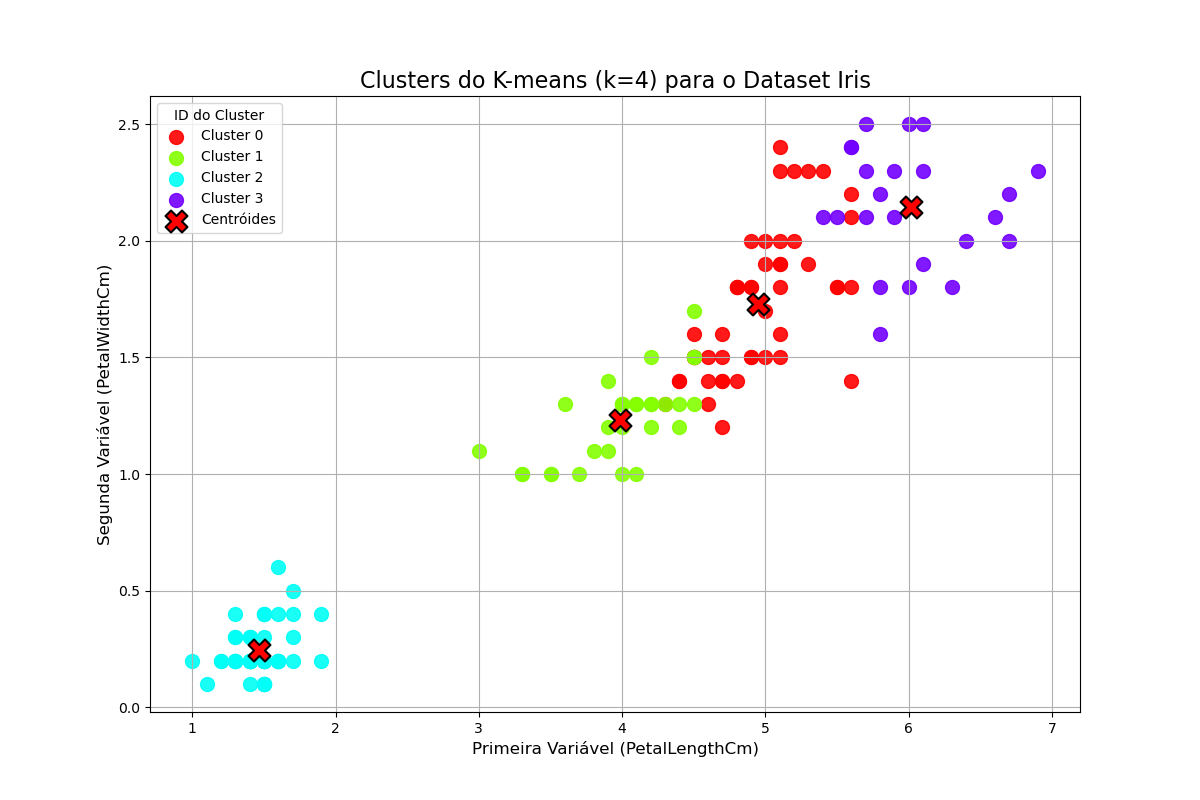 Clusters do K-means (k=4) para o Dataset Iris
ID do Cluster
Cluster 0
Cluster 1
Cluster 2
Cluster 3
Centróides
Segunda Variável (PetalWidthCm)
2.5
2.0
1.5
1.0
0.5
0.0
1 2 3 4 5 6 7
Primeira Variável (PetalLengthCm)